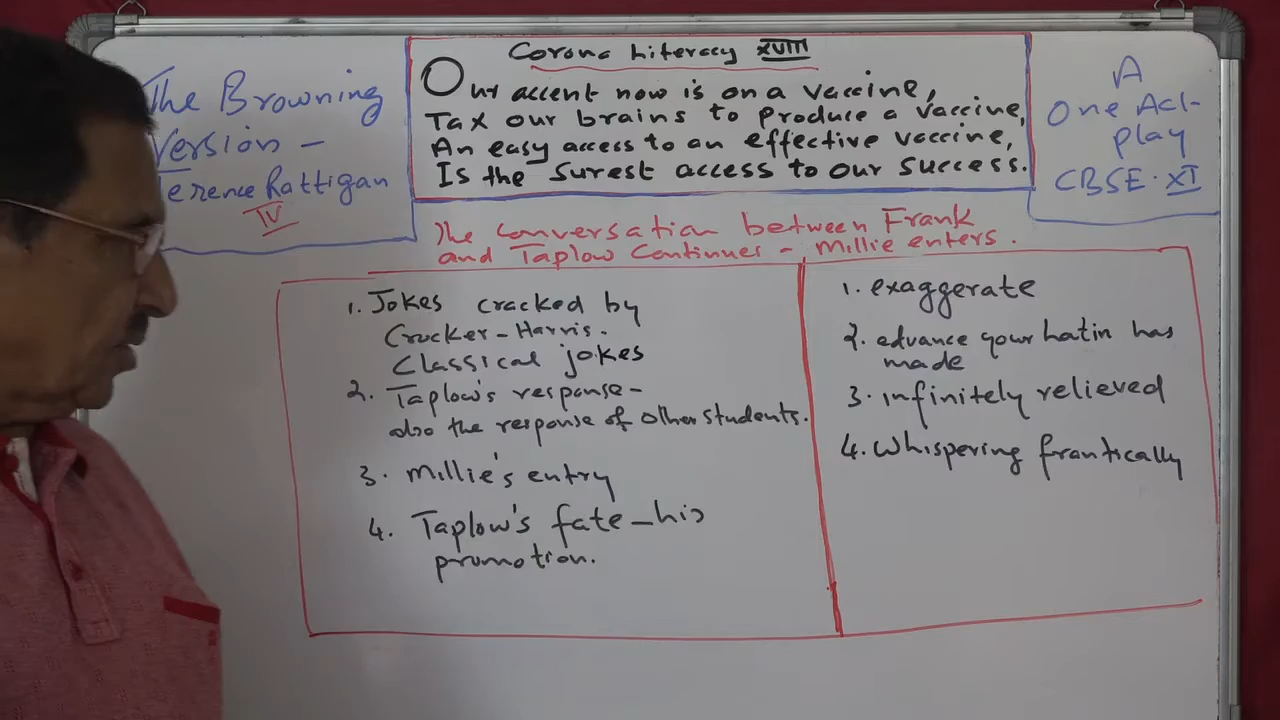 The Browning
Version -
Terence Rattigan
IV
Corona Literacy XVIII
Our accent now is on a vaccine,
Tax our brains to produce a vaccine,
An easy access to an effective vaccine,
Is the surest access to our success.
A
One Act-
play
CBSE. XI
The conversation between Frank
and Taplow Continues - Millie enters.
1. Jokes cracked by
Crocker-Harris.
Classical jokes
2. Taplow's response-
also the response of other students.
3. Millie's entry
4. Taplow's fate - his
promotion.
1. exaggerate
2. advance your Latin has
made
3. infinitely relieved
4. Whispering frantically